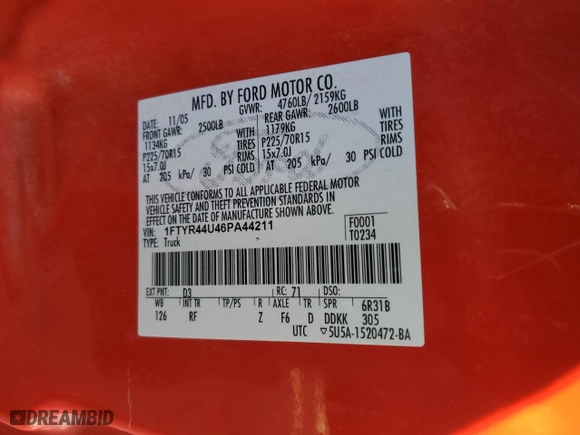 MFD. BY FORD MOTOR CO.
DATE: 11/05 GVWR: 4760LB/ 2159KG
FRONT GAWR: 2500LB REAR GAWR: 2600LB
1134KG WITH 1179KG WITH
P225/70R15 TIRES P225/70R15 TIRES
15x7.0J RIMS 15x7.0J RIMS
AT 205 kPa/ 30 PSI COLD AT 205 kPa/ 30 PSI COLD
THIS VEHICLE CONFORMS TO ALL APPLICABLE FEDERAL MOTOR
VEHICLE SAFETY AND THEFT PREVENTION STANDARDS IN
EFFECT ON THE DATE OF MANUFACTURE SHOWN ABOVE.
VIN: 1FTYR44U46PA44211 F0001
TYPE: Truck T0234
EXT PNT: D3 RC: 71 DSO:
WB INT TR TP/PS R AXLE TR SPR 6R31B
126 RF Z F6 D DDKK 305
UTC ▽5U5A-1520472-BA
Ford
DREAMBID